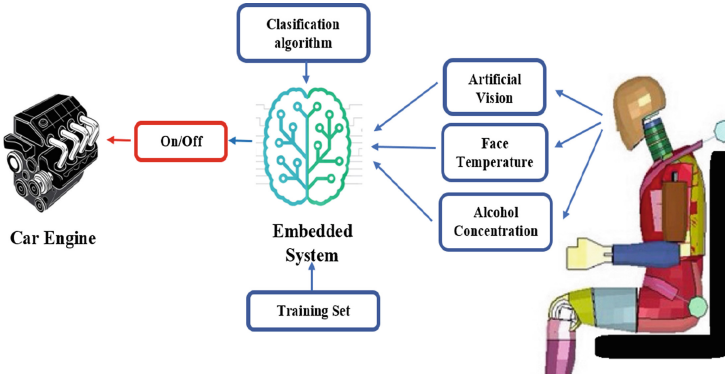 Clasification
algorithm
Artificial
Vision
On/Off
Face
Temperature
Alcohol
Concentration
Car Engine
Embedded
System
Training Set